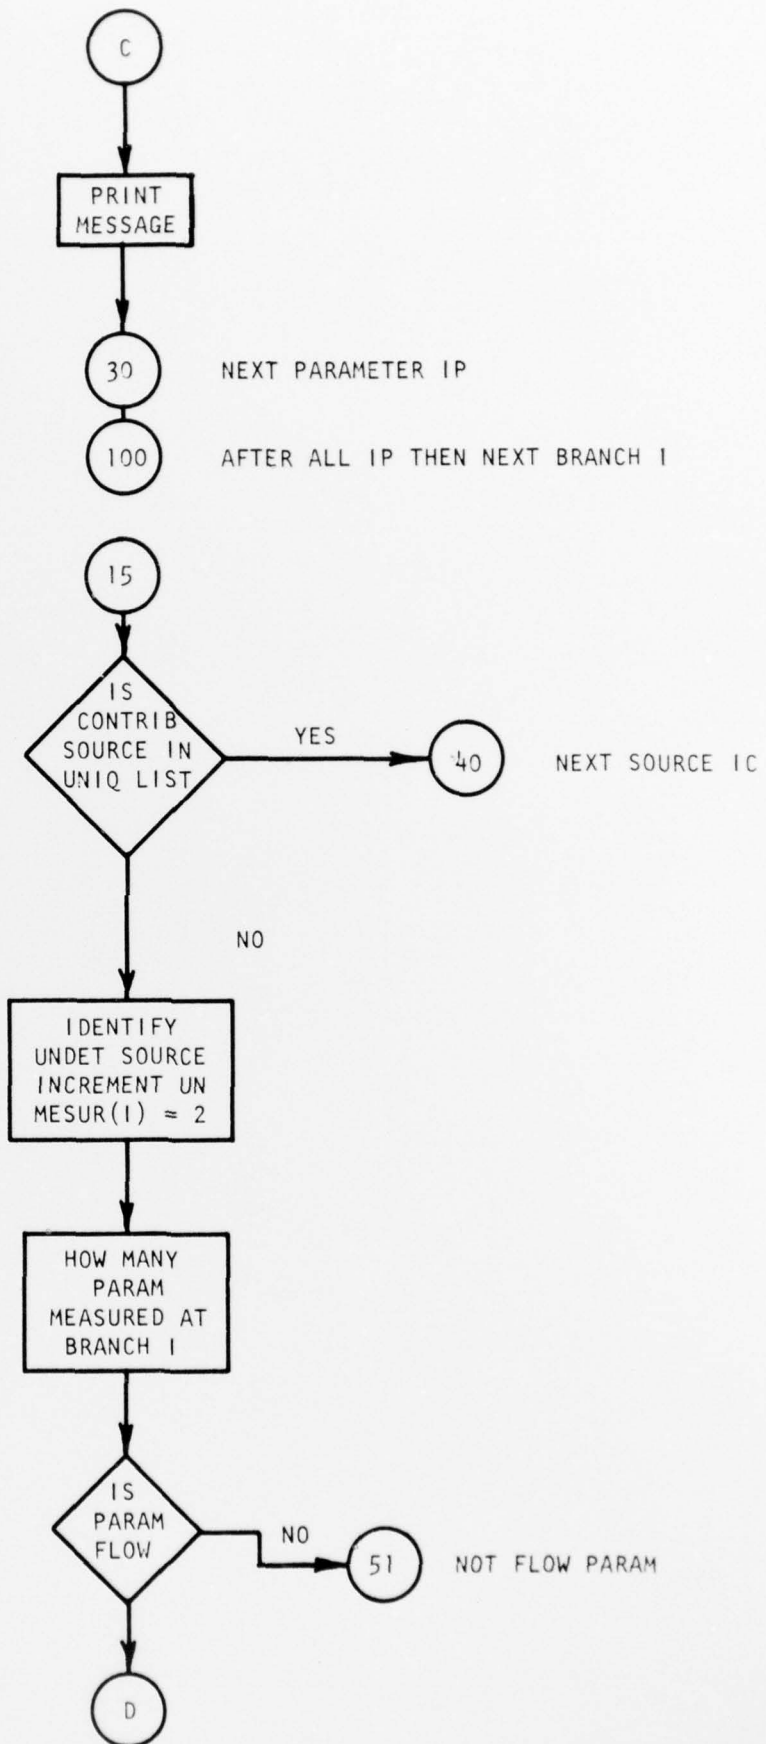 C
PRINT
MESSAGE
30 NEXT PARAMETER IP
100 AFTER ALL IP THEN NEXT BRANCH I
15
IS
CONTRIB
SOURCE IN
UNIQ LIST
YES
40 NEXT SOURCE IC
NO
IDENTIFY
UNDET SOURCE
INCREMENT UN
MESUR(I) = 2
HOW MANY
PARAM
MEASURED AT
BRANCH I
IS
PARAM
FLOW
NO
51 NOT FLOW PARAM
D